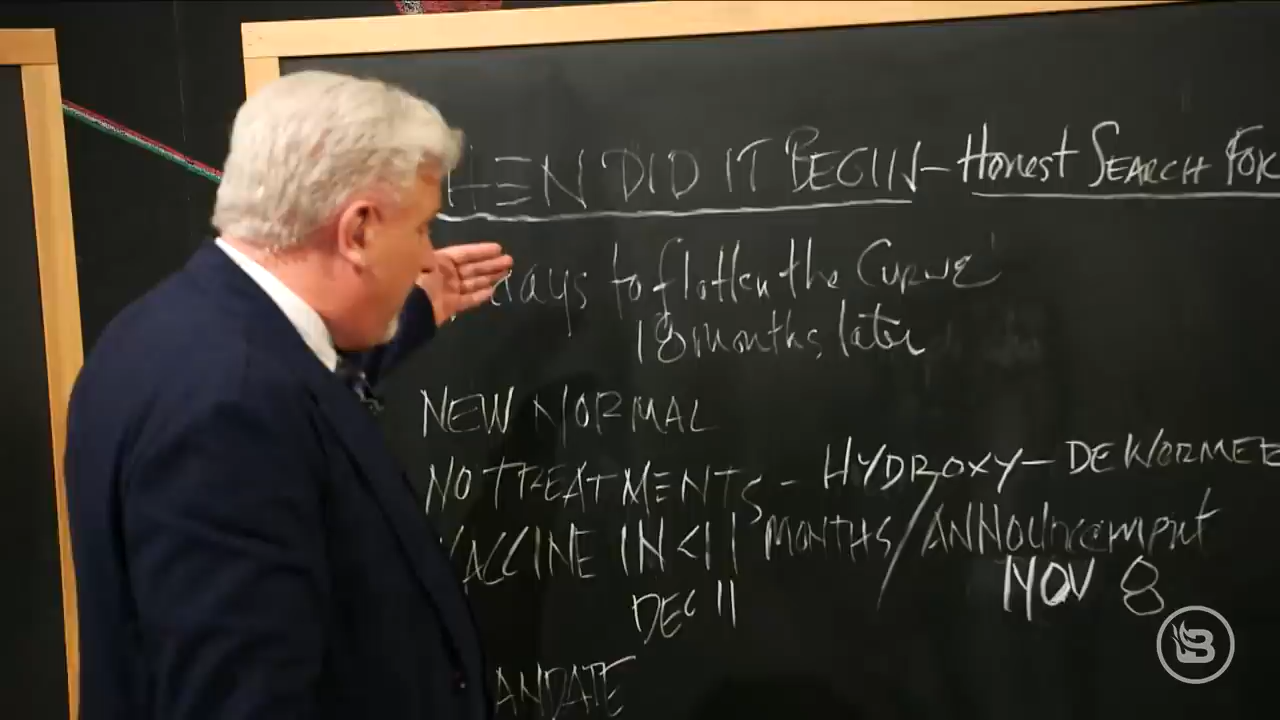 HEN DID IT BEGIN - Honest SEARCH FOR
days to flatten the Curve'
18 months later
NEW NORMAL
NO TREATMENTS - HYDROXY - DEWORMER
VACCINE IN <11 MONTHS/ANNOUncemENt
NOV 8
DEC 11
ANDATE
B